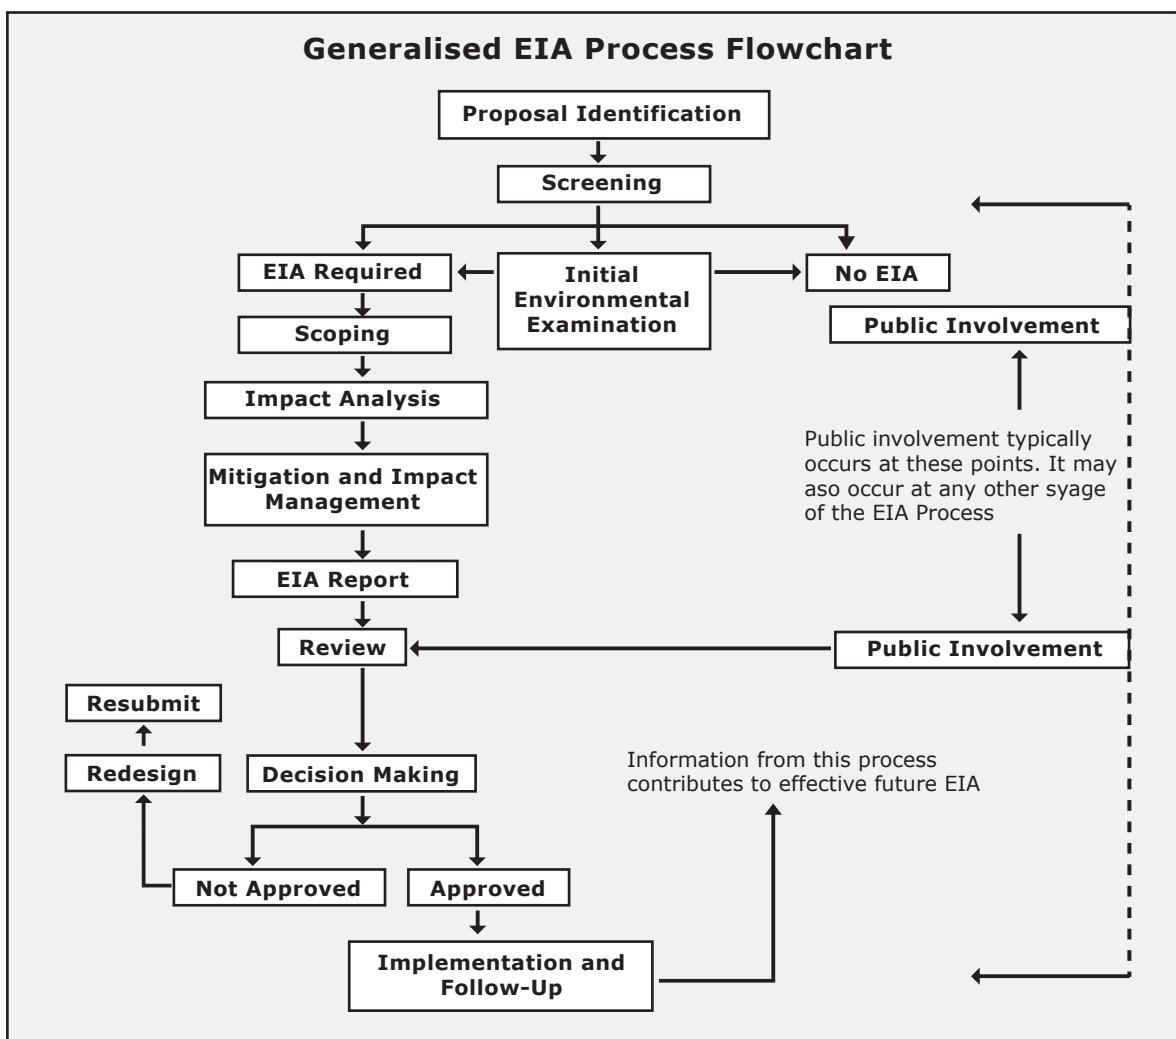 Generalised EIA Process Flowchart
Proposal Identification
Screening
EIA Required
Initial
Environmental
Examination
No EIA
Scoping
Public Involvement
Impact Analysis
Public involvement typically
occurs at these points. It may
aso occur at any other syage
of the EIA Process
Mitigation and Impact
Management
EIA Report
Review
Public Involvement
Resubmit
Redesign
Decision Making
Information from this process
contributes to effective future EIA
Not Approved
Approved
Implementation and
Follow-Up